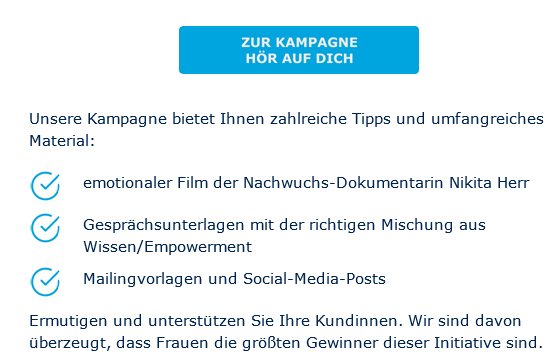 ZUR KAMPAGNE
HÖR AUF DICH
Unsere Kampagne bietet Ihnen zahlreiche Tipps und umfangreiches
Material:
emotionaler Film der Nachwuchs-Dokumentarin Nikita Herr
Gesprächsunterlagen mit der richtigen Mischung aus
Wissen/Empowerment
Mailingvorlagen und Social-Media-Posts
Ermutigen und unterstützen Sie Ihre Kundinnen. Wir sind davon
überzeugt, dass Frauen die größten Gewinner dieser Initiative sind.